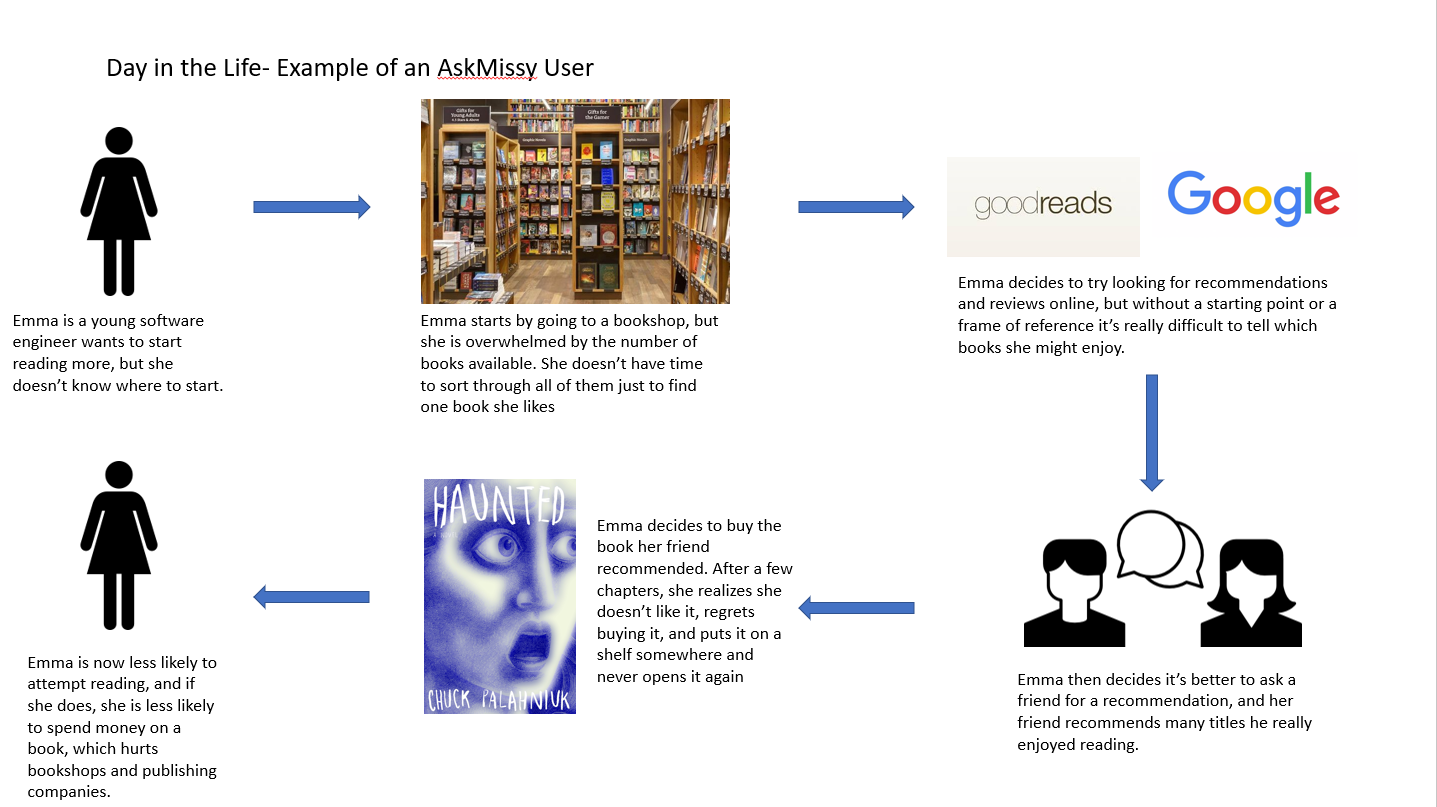 Day in the Life- Example of an AskMissy User
Gifts for
Young Adults
4.5 Stars & Above
Gifts for
the Gamer
Graphic Novels
goodreads
Google
Emma is a young software
engineer wants to start
reading more, but she
doesn’t know where to start.
Emma starts by going to a bookshop, but
she is overwhelmed by the number of
books available. She doesn’t have time
to sort through all of them just to find
one book she likes
Emma decides to try looking for recommendations
and reviews online, but without a starting point or a
frame of reference it’s really difficult to tell which
books she might enjoy.
Emma then decides it’s better to ask a
friend for a recommendation, and her
friend recommends many titles he really
enjoyed reading.
HAUNTED
CHUCK PALAHNIUK
Emma decides to buy the
book her friend
recommended. After a few
chapters, she realizes she
doesn’t like it, regrets
buying it, and puts it on a
shelf somewhere and
never opens it again
Emma is now less likely to
attempt reading, and if
she does, she is less likely
to spend money on a
book, which hurts
bookshops and publishing
companies.